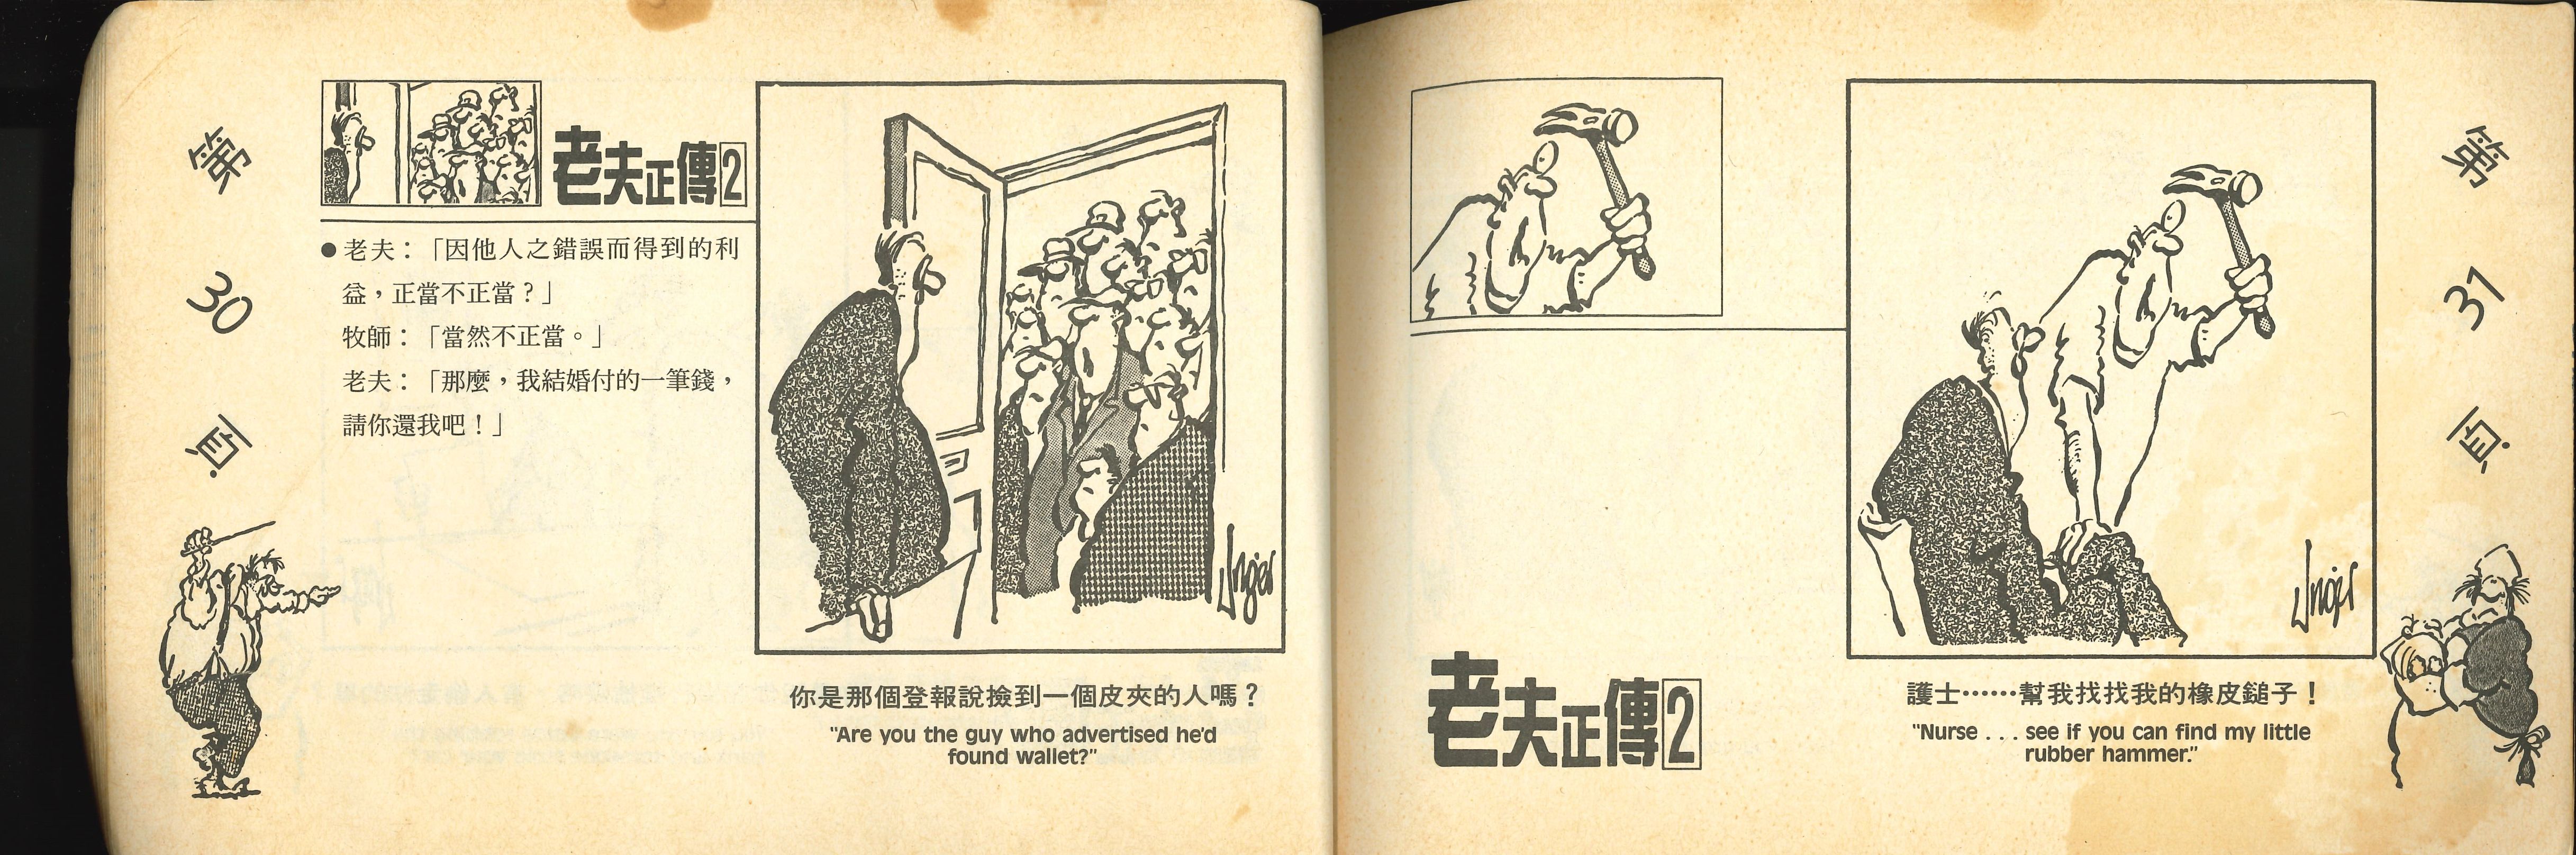 第
30
頁
老夫正傳2
●老夫：「因他人之錯誤而得到的利
益，正當不正當？」
牧師：「當然不正當。」
老夫：「那麼，我結婚付的一筆錢，
請你還我吧！」
Unger
你是那個登報說撿到一個皮夾的人嗎？
"Are you the guy who advertised he'd
found wallet?"
老夫正傳2
Unger
護士……幫我找找我的橡皮鎚子！
"Nurse . . . see if you can find my little
rubber hammer."
第
31
頁